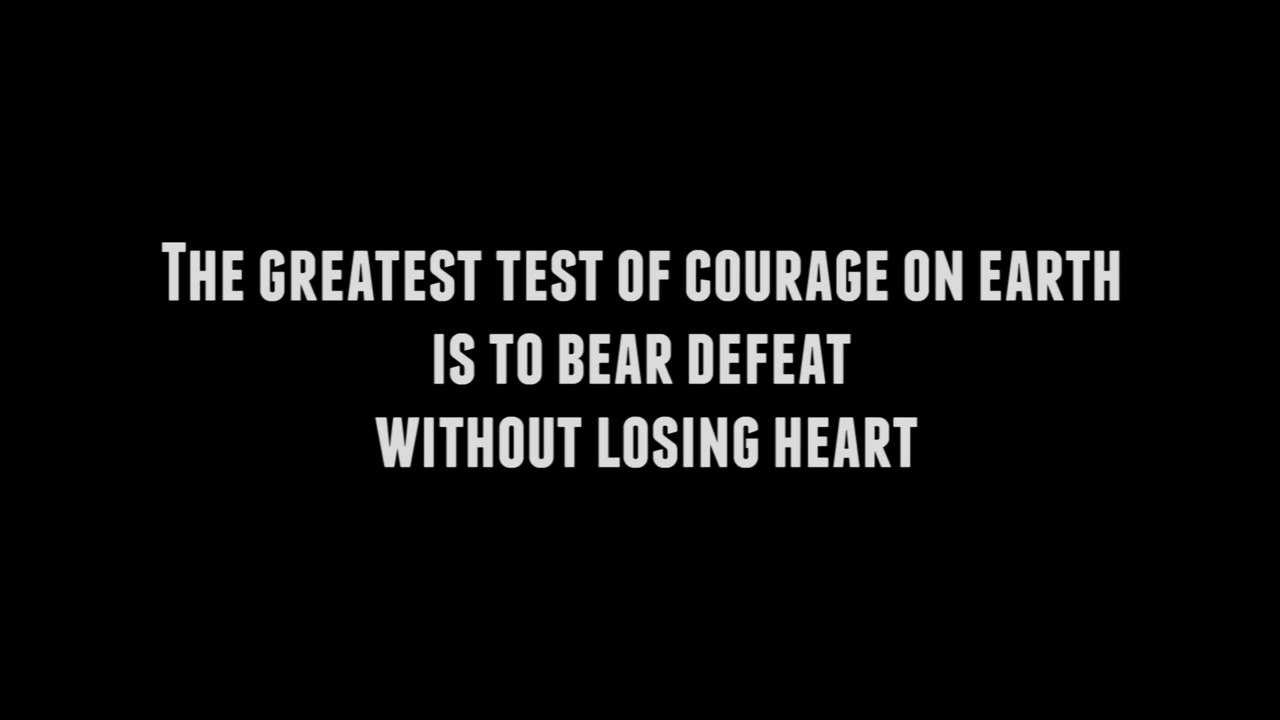 The greatest test of courage on earth
is to bear defeat
without losing heart